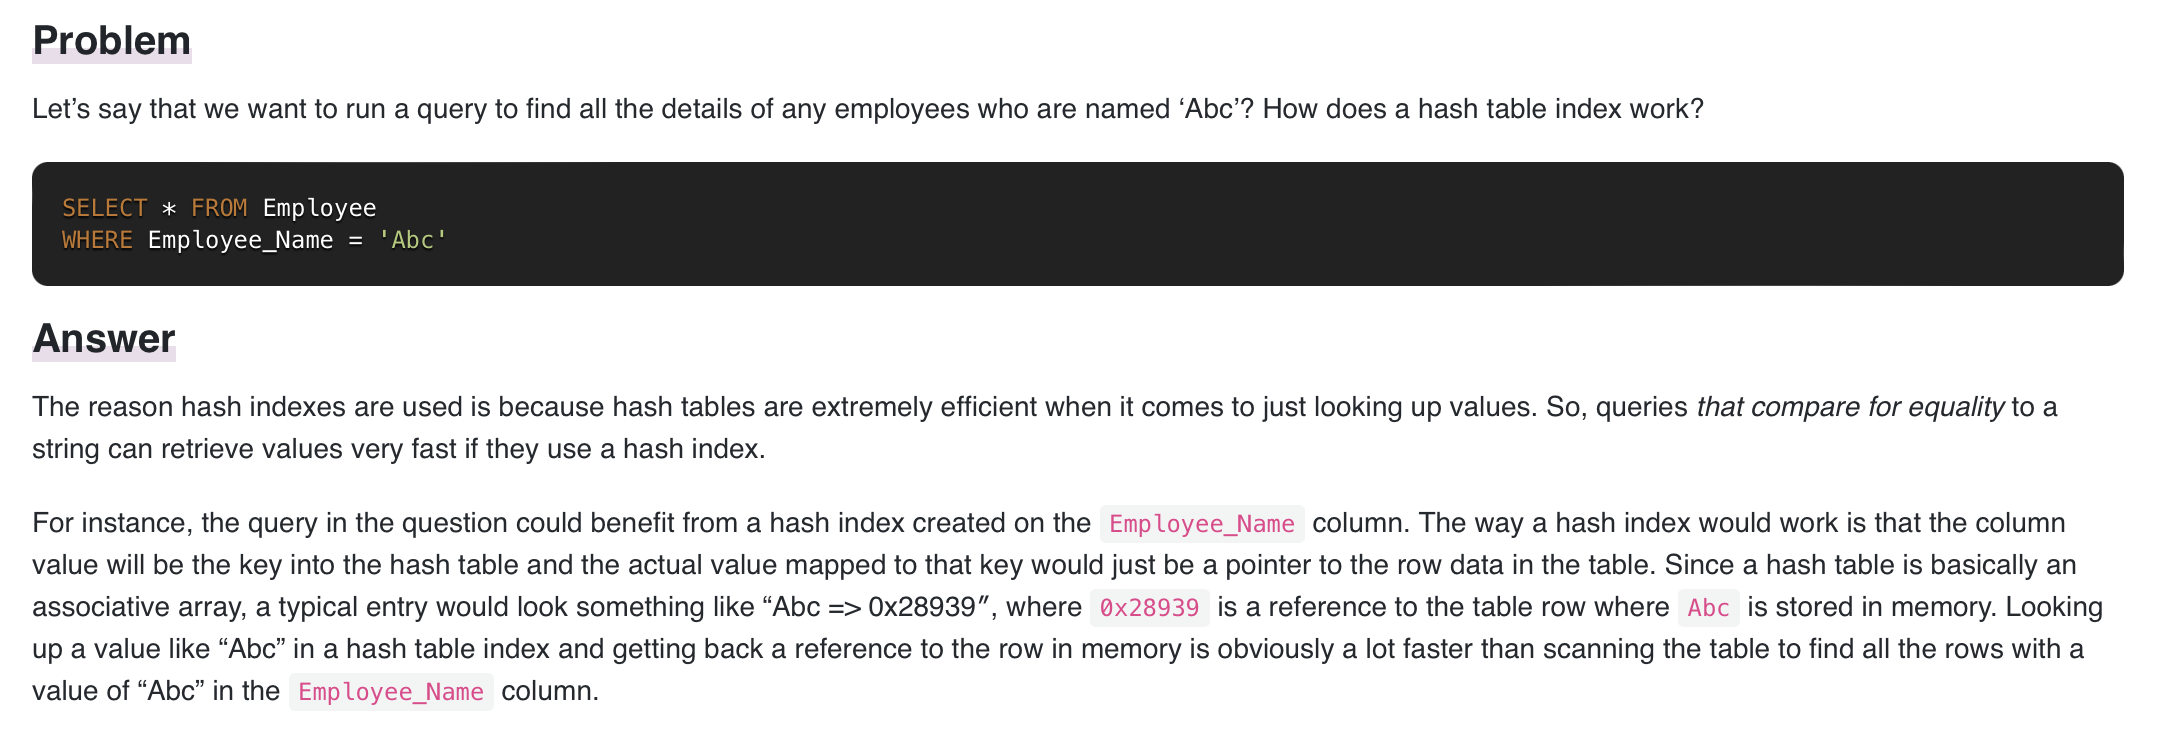 Problem
Let’s say that we want to run a query to find all the details of any employees who are named ‘Abc’? How does a hash table index work?
SELECT * FROM Employee
WHERE Employee_Name = 'Abc'
Answer
The reason hash indexes are used is because hash tables are extremely efficient when it comes to just looking up values. So, queries that compare for equality to a
string can retrieve values very fast if they use a hash index.
For instance, the query in the question could benefit from a hash index created on the Employee_Name column. The way a hash index would work is that the column
value will be the key into the hash table and the actual value mapped to that key would just be a pointer to the row data in the table. Since a hash table is basically an
associative array, a typical entry would look something like “Abc => 0x28939″, where 0x28939 is a reference to the table row where Abc is stored in memory. Looking
up a value like “Abc” in a hash table index and getting back a reference to the row in memory is obviously a lot faster than scanning the table to find all the rows with a
value of “Abc” in the Employee_Name column.